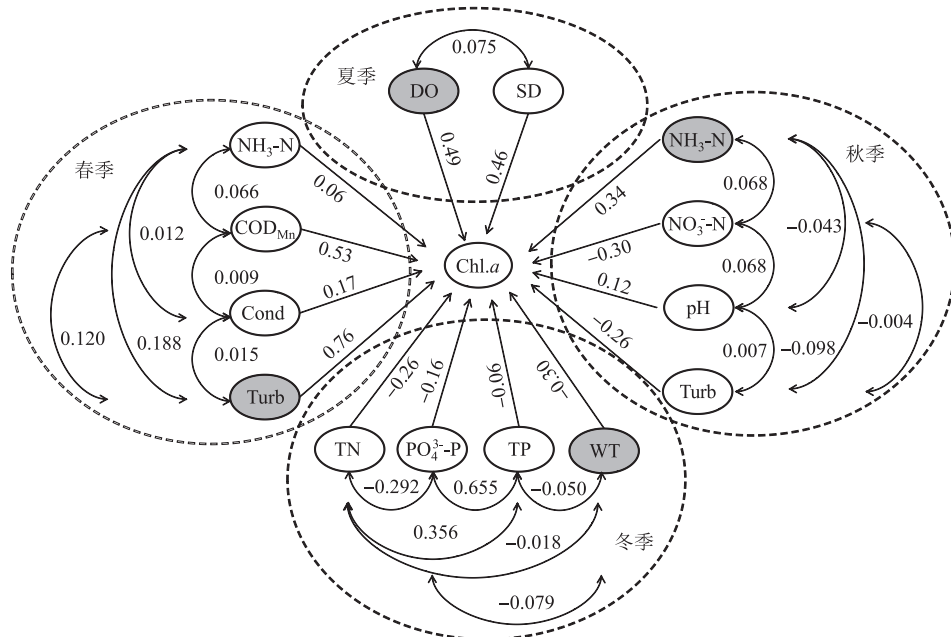 夏季
0.075
DO
SD
0.49
0.46
春季
NH₃-N
0.066
COD_Mn
0.009
Cond
0.015
Turb
0.012
0.188
0.120
0.06
0.53
0.17
0.76
Chl.a
秋季
NH₃-N
0.068
NO₃⁻-N
0.068
pH
0.007
Turb
−0.043
−0.098
−0.004
0.34
−0.30
0.12
−0.26
−0.26
−0.16
−0.06
−0.30
TN
PO₄³⁻-P
TP
WT
−0.292
0.655
−0.050
0.356
−0.018
−0.079
冬季